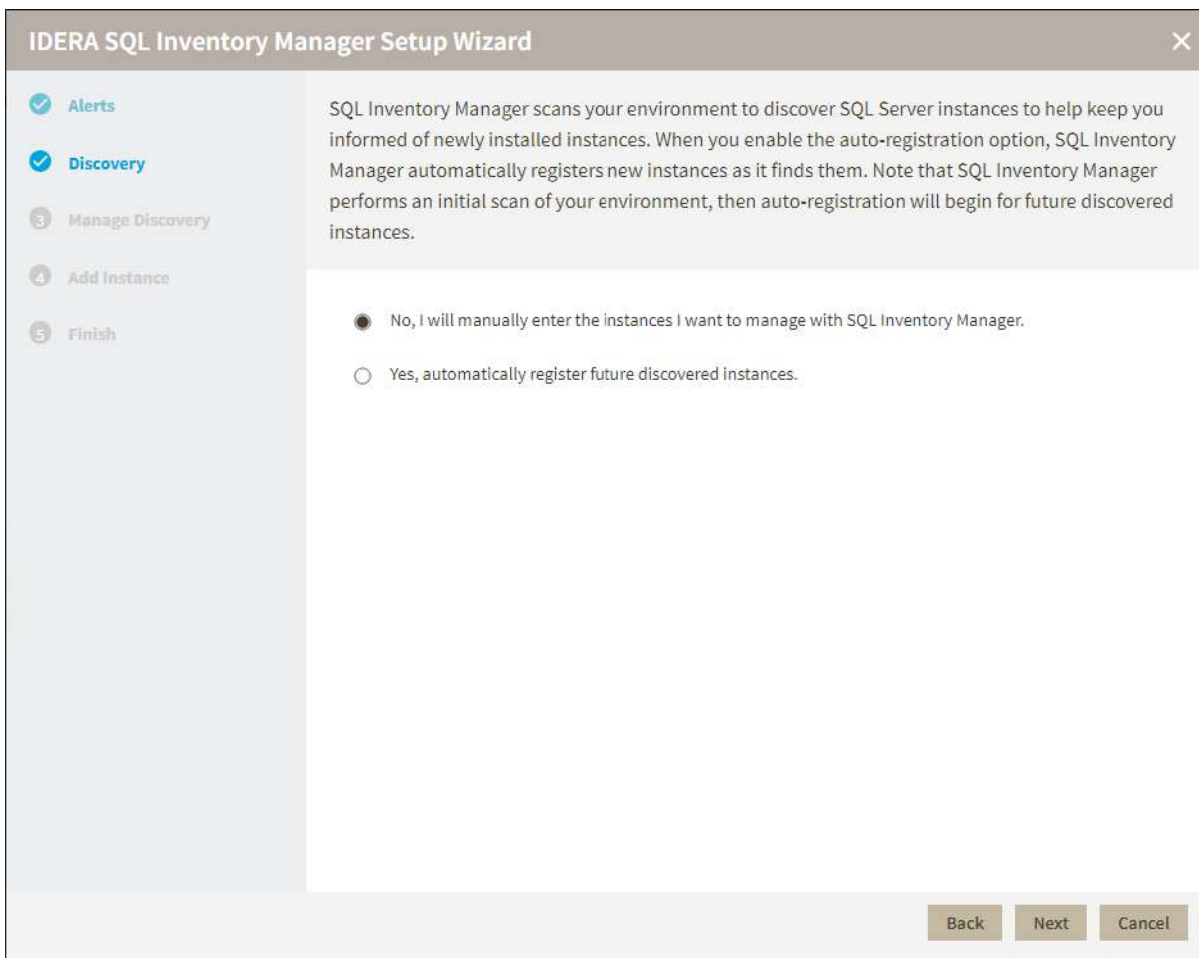 IDERA SQL Inventory Manager Setup Wizard
Alerts
Discovery
3 Manage Discovery
4 Add Instance
5 Finish
SQL Inventory Manager scans your environment to discover SQL Server instances to help keep you
informed of newly installed instances. When you enable the auto-registration option, SQL Inventory
Manager automatically registers new instances as it finds them. Note that SQL Inventory Manager
performs an initial scan of your environment, then auto-registration will begin for future discovered
instances.
No, I will manually enter the instances I want to manage with SQL Inventory Manager.
Yes, automatically register future discovered instances.
Back Next Cancel